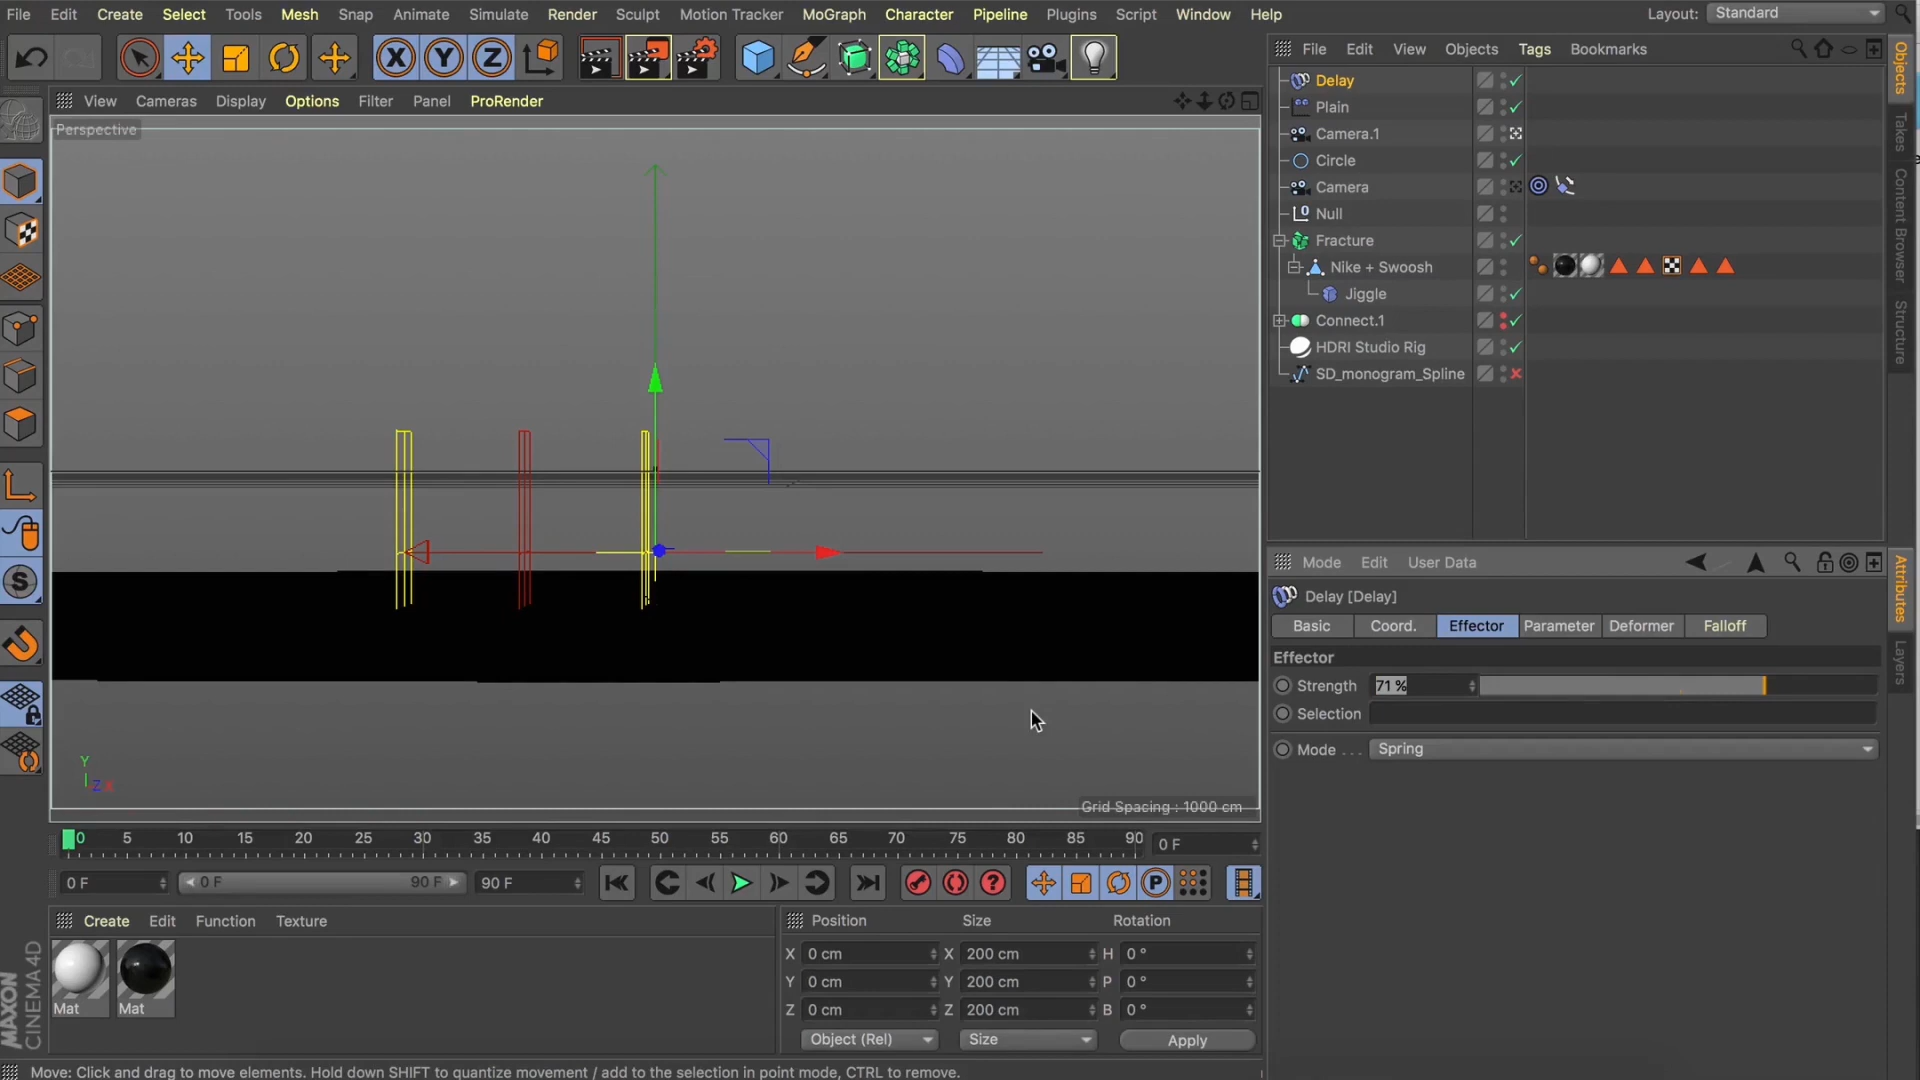 File Edit Create Select Tools Mesh Snap Animate Simulate Render Sculpt Motion Tracker MoGraph Character Pipeline Plugins Script Window Help Layout: Standard
X Y Z
File Edit View Objects Tags Bookmarks
View Cameras Display Options Filter Panel ProRender
Perspective
Delay
Plain
Camera.1
Circle
Camera
Null
Fracture
Nike + Swoosh
Jiggle
Connect.1
HDRI Studio Rig
SD_monogram_Spline
Objects
Takes
Content Browser
Structure
Attributes
Layers
Mode Edit User Data
Delay [Delay]
Basic Coord. Effector Parameter Deformer Falloff
Effector
Strength 71 %
Selection
Mode . . . Spring
Y
Z X
Grid Spacing : 1000 cm
0 5 10 15 20 25 30 35 40 45 50 55 60 65 70 75 80 85 90 0 F
0 F 0 F 90 F 90 F
Create Edit Function Texture
Mat Mat
Position Size Rotation
X 0 cm X 200 cm H 0 °
Y 0 cm Y 200 cm P 0 °
Z 0 cm Z 200 cm B 0 °
Object (Rel) Size Apply
MAXON
CINEMA 4D
Move: Click and drag to move elements. Hold down SHIFT to quantize movement / add to the selection in point mode, CTRL to remove.